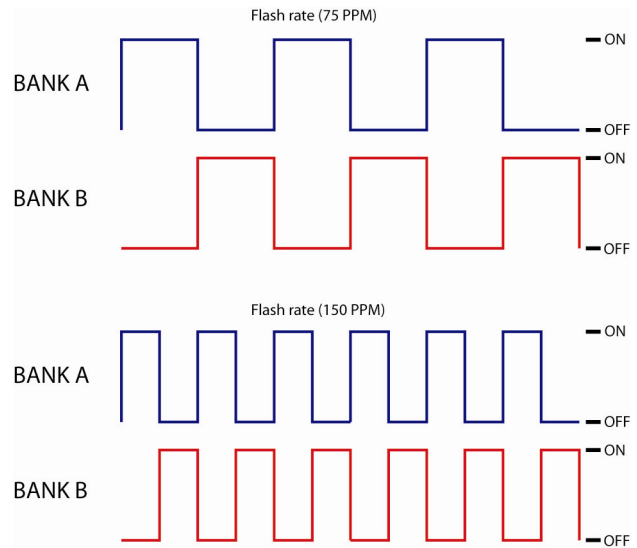 Flash rate (75 PPM)
ON
BANK A
OFF
ON
BANK B
OFF
Flash rate (150 PPM)
ON
BANK A
OFF
ON
BANK B
OFF